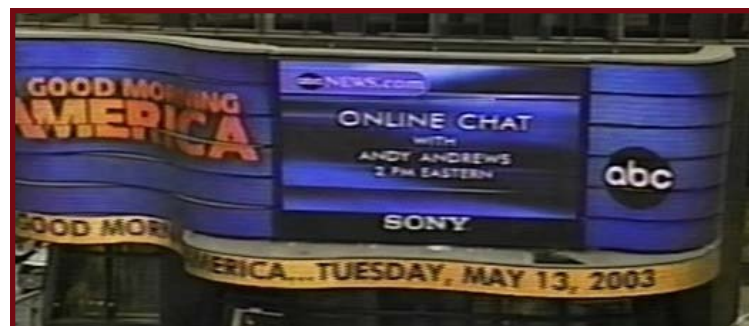 GOOD MORNING
AMERICA
abcNEWS.com
ONLINE CHAT
WITH
ANDY ANDREWS
2 PM EASTERN
SONY
abc
GOOD MORN
AMERICA...TUESDAY, MAY 13, 2003